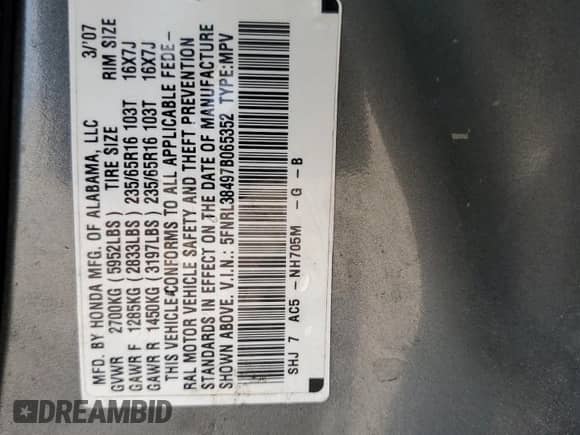 MFD. BY HONDA MFG. OF ALABAMA, LLC 3/'07
GVWR 2700KG (5952LBS) TIRE SIZE RIM SIZE
GAWR F 1285KG (2833LBS) 235/65R16 103T 16X7J
GAWR R 1450KG (3197LBS) 235/65R16 103T 16X7J
THIS VEHICLE CONFORMS TO ALL APPLICABLE FEDE-
RAL MOTOR VEHICLE SAFETY AND THEFT PREVENTION
STANDARDS IN EFFECT ON THE DATE OF MANUFACTURE
SHOWN ABOVE. V.I.N.: 5FNRL38497B065352 TYPE:MPV
SHJ 7 AC5 -NH705M -G -B
DREAMBID